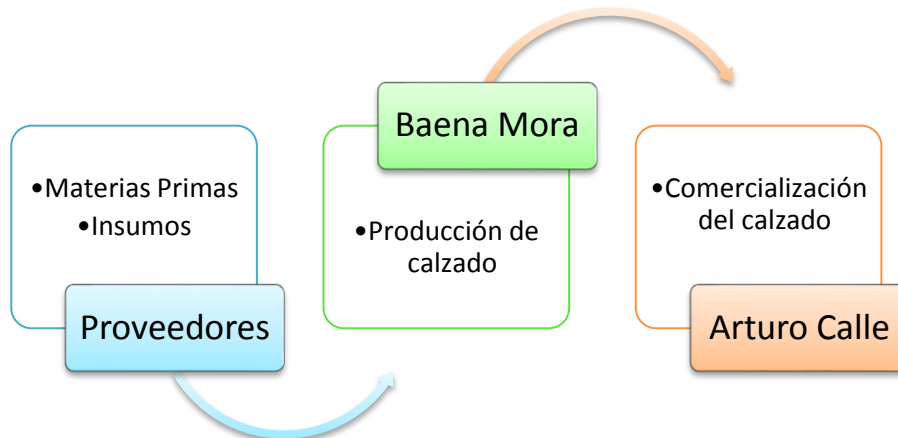 •Materias Primas
•Insumos
Proveedores
Baena Mora
•Producción de
calzado
•Comercialización
del calzado
Arturo Calle